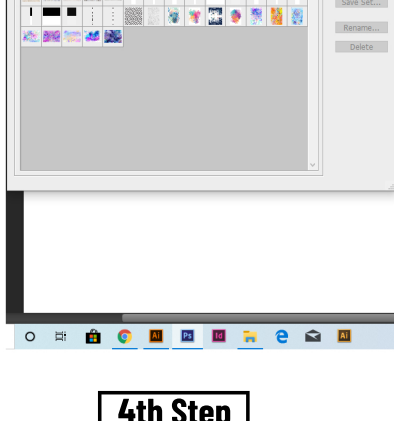 Save Set...
Rename...
Delete
Ai
Ps
Id
Ai
4th Step